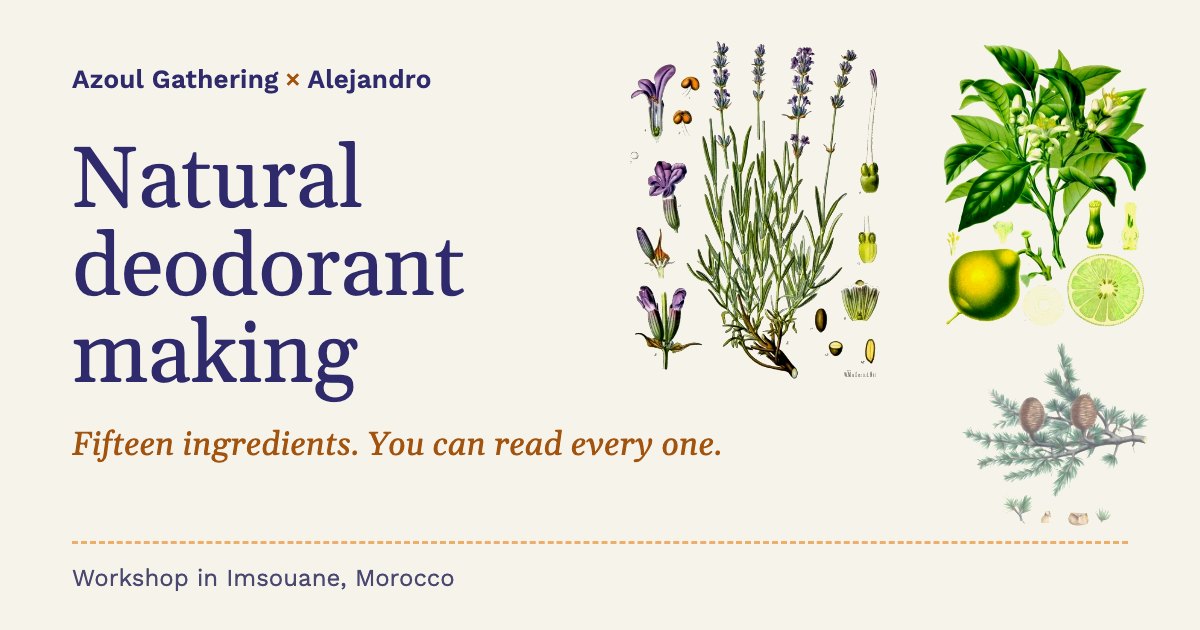 Azoul Gathering × Alejandro
Natural
deodorant
making
Fifteen ingredients. You can read every one.
Workshop in Imsouane, Morocco